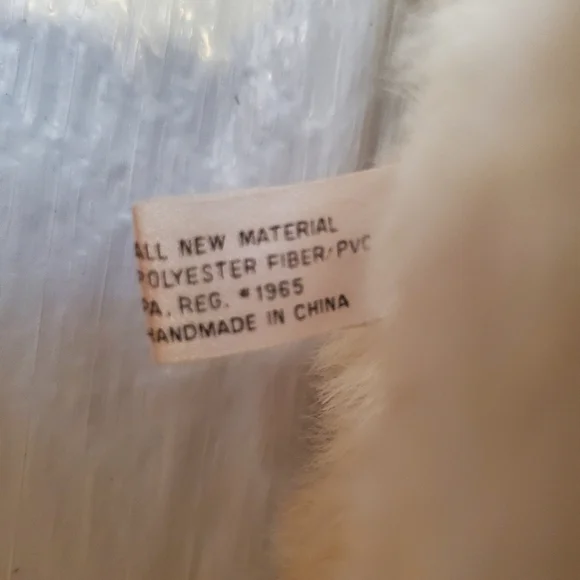 ALL NEW MATERIAL
POLYESTER FIBER/PVC
PA. REG. #1965
HANDMADE IN CHINA